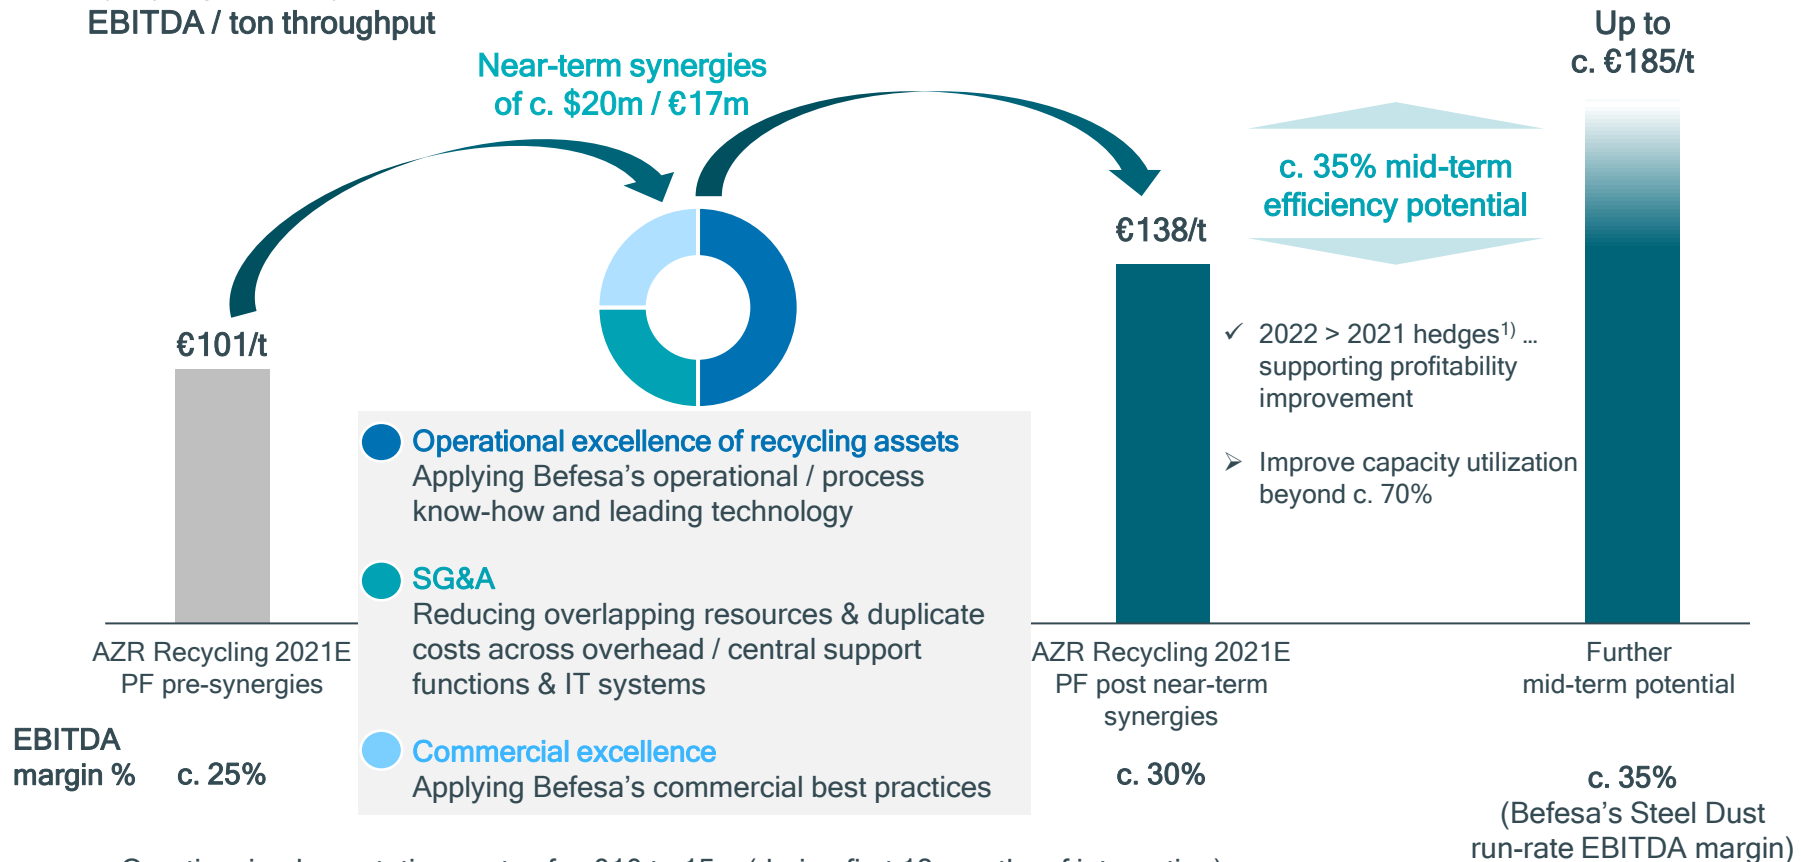 EBITDA / ton throughput
Near-term synergies
of c. $20m / €17m
Up to
c. €185/t
c. 35% mid-term
efficiency potential
€138/t
€101/t
✓ 2022 > 2021 hedges1) ...
supporting profitability
improvement
➢ Improve capacity utilization
beyond c. 70%
Operational excellence of recycling assets
Applying Befesa's operational / process
know-how and leading technology
SG&A
Reducing overlapping resources & duplicate
costs across overhead / central support
functions & IT systems
Commercial excellence
Applying Befesa's commercial best practices
AZR Recycling 2021E
PF pre-synergies
AZR Recycling 2021E
PF post near-term
synergies
Further
mid-term potential
EBITDA
margin %
c. 25%
c. 30%
c. 35%
(Befesa's Steel Dust
run-rate EBITDA margin)